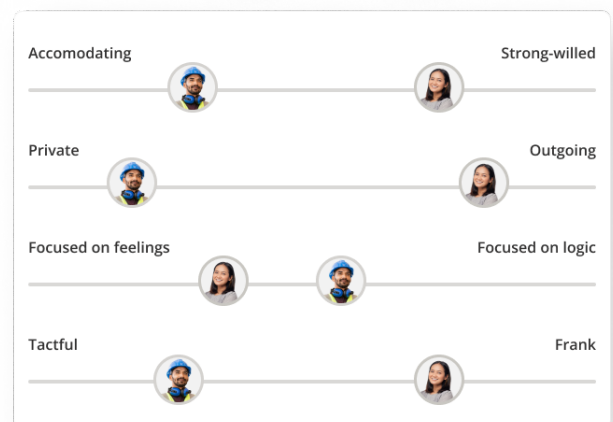 Accomodating Strong-willed
Private Outgoing
Focused on feelings Focused on logic
Tactful Frank